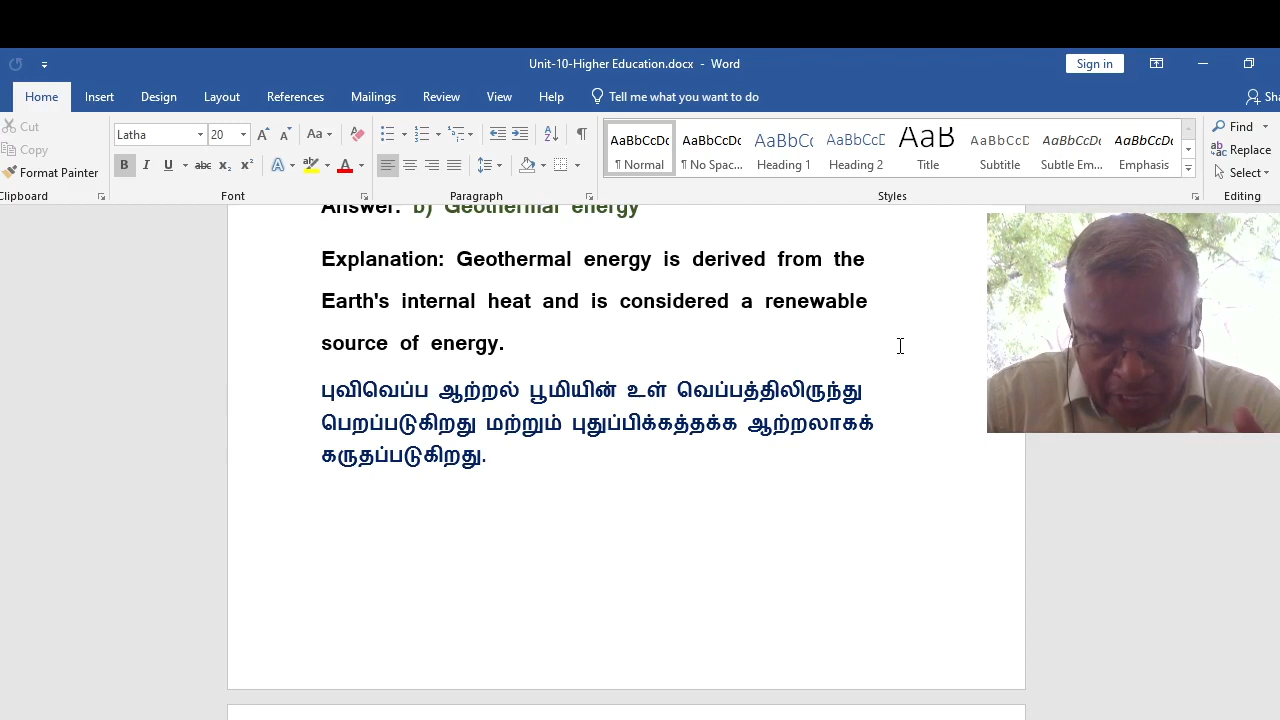 Unit-10-Higher Education.docx - Word
Sign in
Home Insert Design Layout References Mailings Review View Help Tell me what you want to do
Cut
Copy
Format Painter
Clipboard
Latha 20
Font
Paragraph
AaBbCcDc AaBbCcDc AaBbC AaBbCcD AaB AaBbCcD AaBbCcDc AaBbCcDc
¶ Normal ¶ No Spac... Heading 1 Heading 2 Title Subtitle Subtle Em... Emphasis
Styles
Find
Replace
Select
Editing
Answer: b) Geothermal energy
Explanation: Geothermal energy is derived from the
Earth's internal heat and is considered a renewable
source of energy.
புவிவெப்ப ஆற்றல் பூமியின் உள் வெப்பத்திலிருந்து
பெறப்படுகிறது மற்றும் புதுப்பிக்கத்தக்க ஆற்றலாகக்
கருதப்படுகிறது.